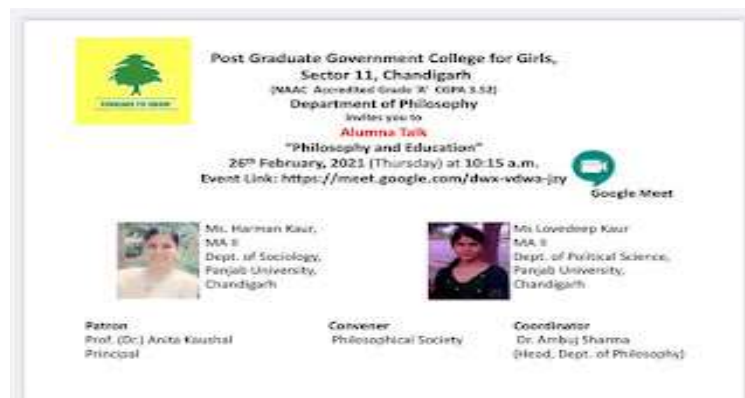 Post Graduate Government College for Girls,
Sector 11, Chandigarh
(NAAC Accredited Grade 'A' CGPA 3.52)
Department of Philosophy
Invites you to
Alumna Talk
"Philosophy and Education"
26th February, 2021 (Thursday) at 10:15 a.m.
Event Link: https://meet.google.com/dwx-vdwa-jzy
Google Meet
Ms. Harman Kaur,
MA II
Dept. of Sociology,
Panjab University,
Chandigarh
Ms Lovedeep Kaur
MA II
Dept. of Political Science,
Panjab University,
Chandigarh
Patron
Prof. (Dr.) Anita Kaushal
Principal
Convener
Philosophical Society
Coordinator
Dr. Ambuj Sharma
(Head, Dept. of Philosophy)